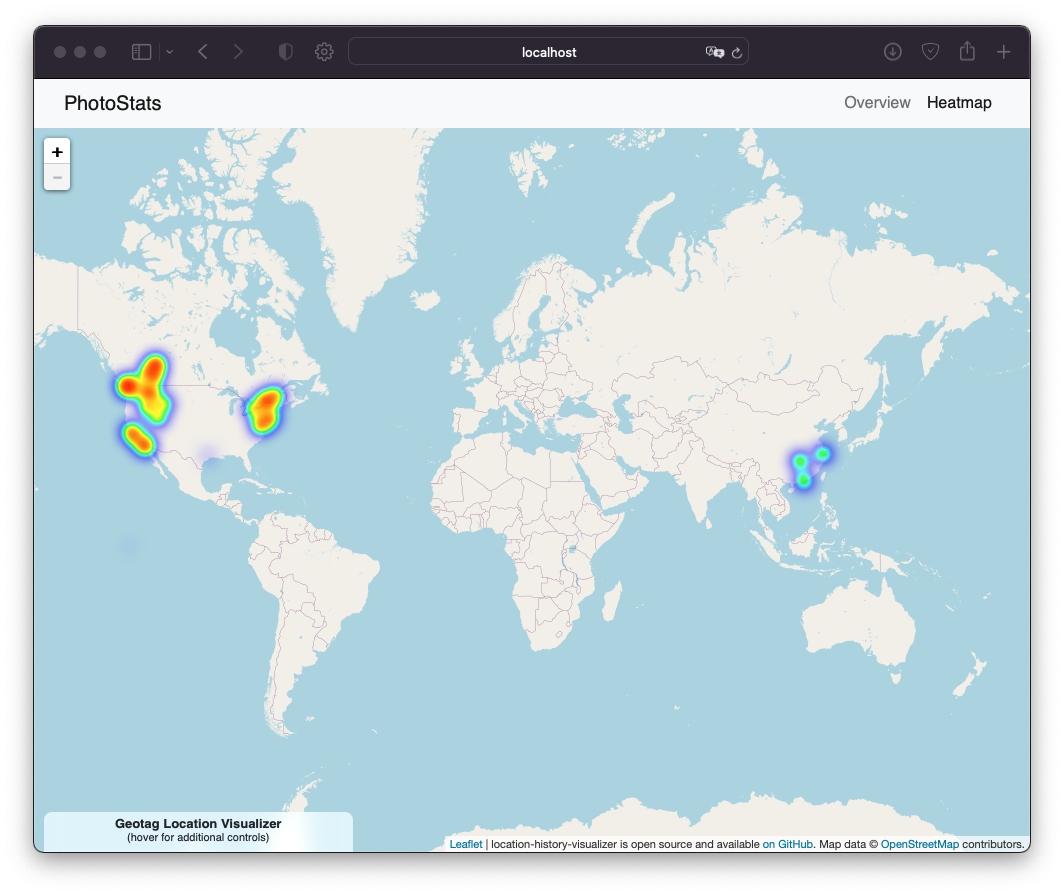 localhost
PhotoStats
Overview
Heatmap
+
−
Geotag Location Visualizer
(hover for additional controls)
Leaflet | location-history-visualizer is open source and available on GitHub. Map data © OpenStreetMap contributors.